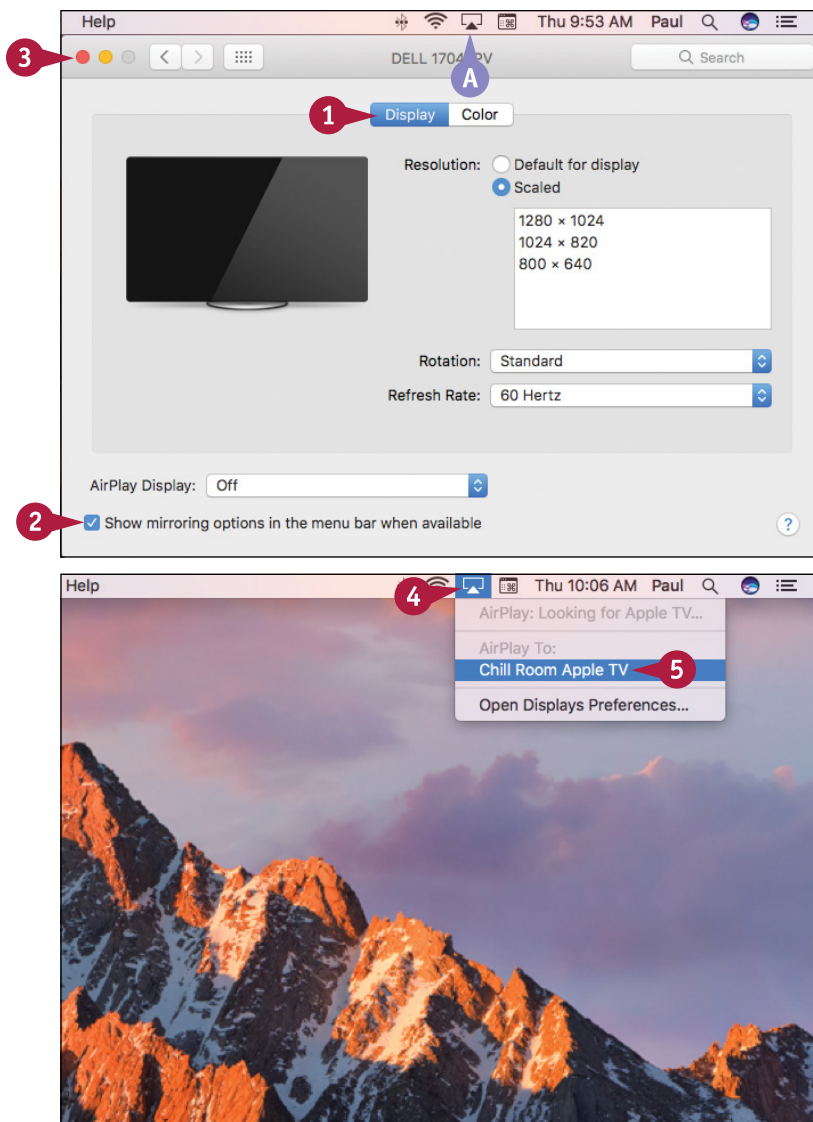 Help Thu 9:53 AM Paul
3
DELL 1704 PV
Search
A
1 Display Color
Resolution: Default for display
Scaled
1280 × 1024
1024 × 820
800 × 640
Rotation: Standard
Refresh Rate: 60 Hertz
AirPlay Display: Off
2 Show mirroring options in the menu bar when available ?
Help Thu 10:06 AM Paul
4
AirPlay: Looking for Apple TV...
AirPlay To:
Chill Room Apple TV 5
Open Displays Preferences...